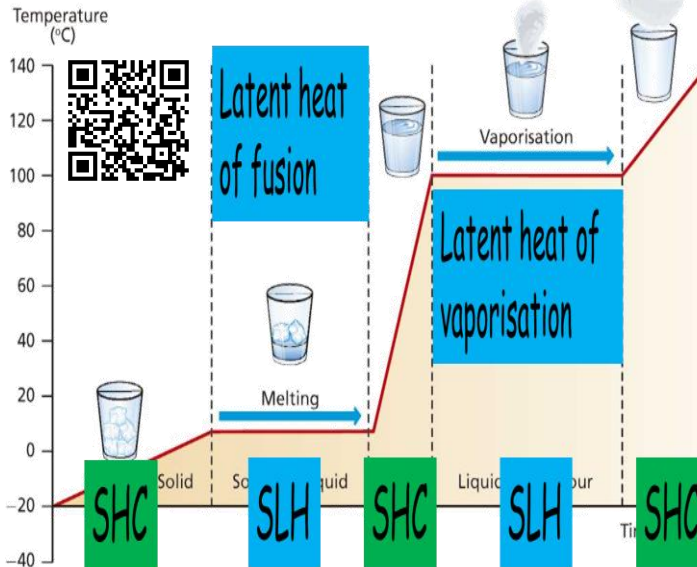 Temperature
(°C)
140
120
100
80
60
40
20
0
−20
−40
Latent heat
of fusion
Vaporisation
Latent heat of
vaporisation
Melting
Solid
SHC
SLH
SHC
SLH
SHC